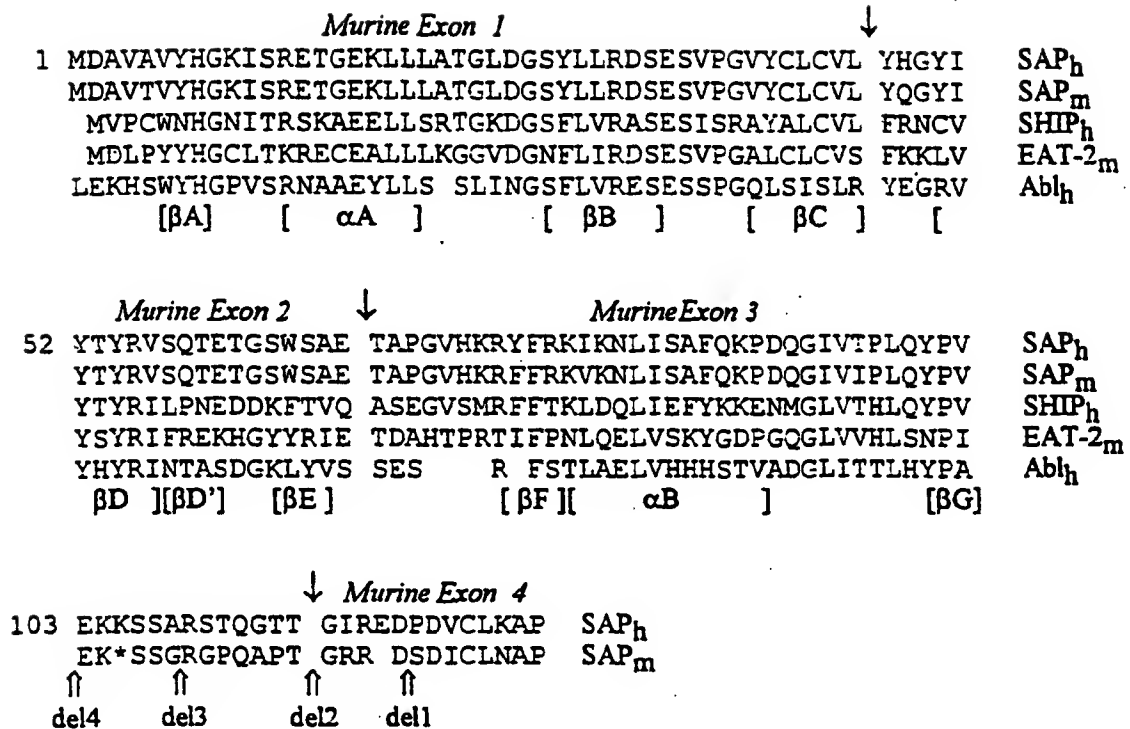 Murine Exon 1 ↓
1 MDAVAVYHGKISRETGEKLLLATGLDGSYLLRDSESVPGVYCLCVL YHGYI SAPh
MDAVTVYHGKISRETGEKLLLATGLDGSYLLRDSESVPGVYCLCVL YQGYI SAPm
MVPCWNHGNITRSKAEELLSRTGKDGSFLVRASESISRAYALCVL FRNCV SHIPh
MDLPYYHGCLTKRECEALLLKGGVDGNFLIRDSESVPGALCLCVS FKKLV EAT-2m
LEKHSWYHGPVSRNAAEYLLS SLINGSFLVRESESSPGQLSISLR YEGRV Ablh
[βA] [ αA ] [ βB ] [ βC ] [
Murine Exon 2 ↓ Murine Exon 3
52 YTYRVSQTETGSWSAE TAPGVHKRYFRKIKNLISAFQKPDQGIVIPLQYPV SAPh
YTYRVSQTETGSWSAE TAPGVHKRFFRKVKNLISAFQKPDQGIVIPLQYPV SAPm
YTYRILPNEDDKFTVQ ASEGVSMRFFTKLDQLIEFYKKENMGLVTHLQYPV SHIPh
YSYRIFREKHGYYRIE TDAHTPRTIFPNLQELVSKYGDPGQGLVVHLSNPI EAT-2m
YHYRINTASDGKLYVS SES R FSTLAELVHHHSTVADGLITTLHYPA Ablh
βD ][βD'] [βE ] [ βF ][ αB ] [βG]
↓ Murine Exon 4
103 EKKSSARSTQGTT GIREDPDVCLKAP SAPh
EK*SSGRGPQAPT GRR DSDICLNAP SAPm
⇑ ⇑ ⇑ ⇑
del4 del3 del2 del1